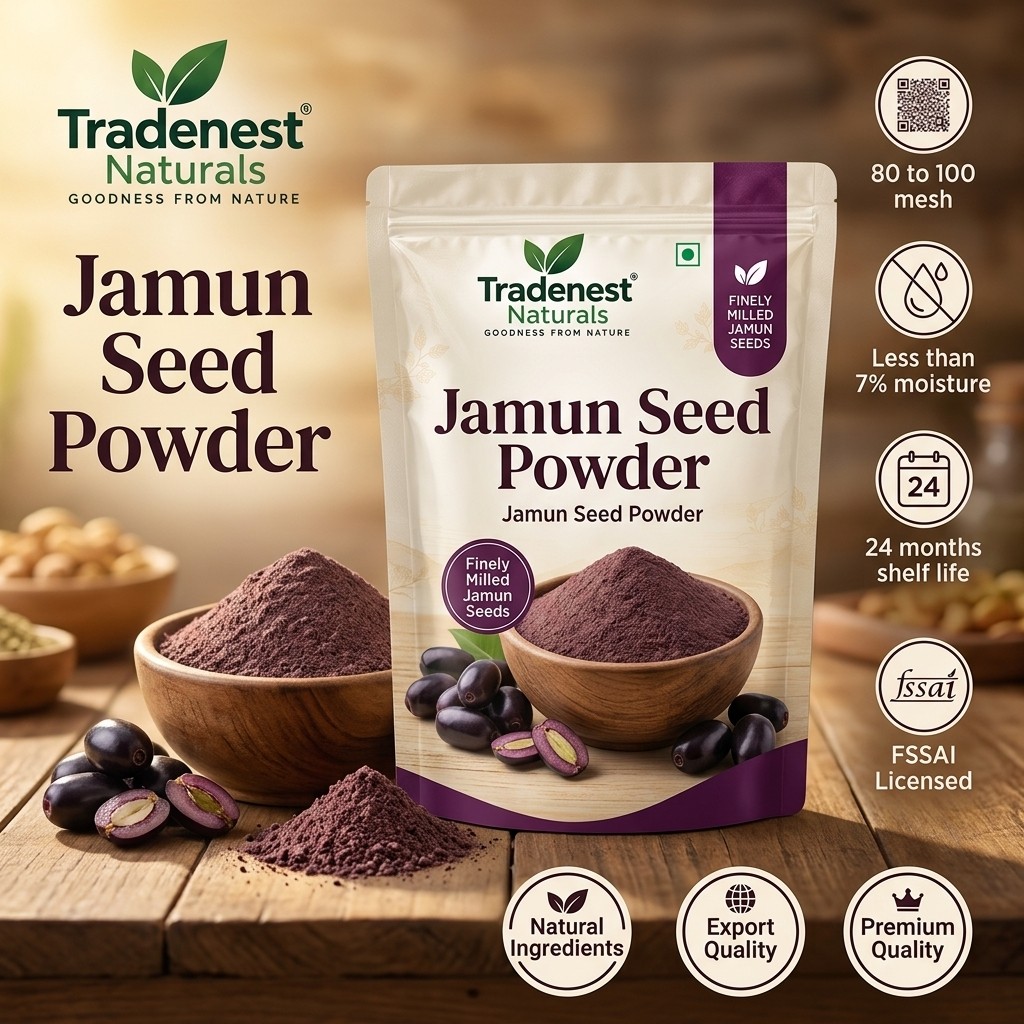 Tradenest®
Naturals
GOODNESS FROM NATURE
Jamun
Seed
Powder
Tradenest®
Naturals
GOODNESS FROM NATURE
FINELY
MILLED
JAMUN
SEEDS
Jamun Seed
Powder
Jamun Seed Powder
Finely
Milled
Jamun
Seeds
80 to 100
mesh
Less than
7% moisture
24
24 months
shelf life
fssai
FSSAI
Licensed
Natural
Ingredients
Export
Quality
Premium
Quality